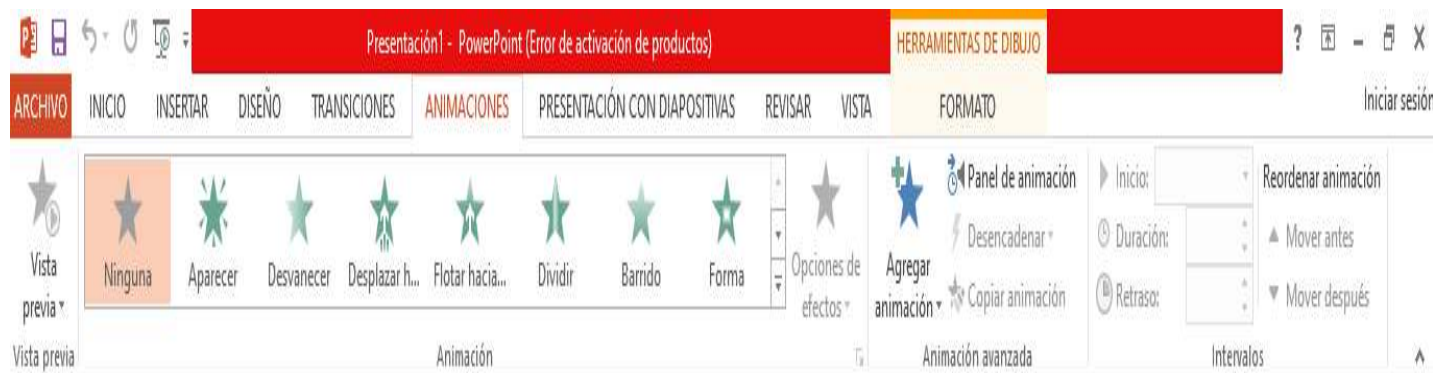 Presentación1 - PowerPoint (Error de activación de productos)
HERRAMIENTAS DE DIBUJO
?
ARCHIVO INICIO INSERTAR DISEÑO TRANSICIONES ANIMACIONES PRESENTACIÓN CON DIAPOSITIVAS REVISAR VISTA FORMATO
Iniciar sesión
Vista
previa
Vista previa
Ninguna Aparecer Desvanecer Desplazar h... Flotar hacia... Dividir Barrido Forma
Opciones de
efectos
Animación
Agregar
animación
Panel de animación
Desencadenar
Copiar animación
Animación avanzada
Inicio:
Duración:
Retraso:
Reordenar animación
Mover antes
Mover después
Intervalos